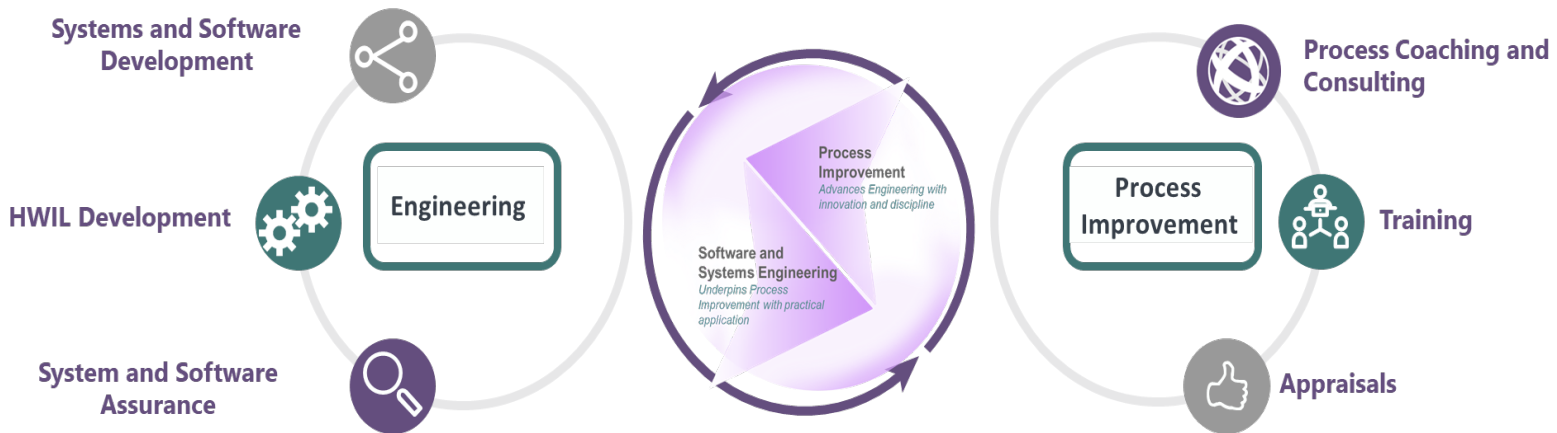 Systems and Software
Development
HWIL Development
System and Software
Assurance
Engineering
Process
Improvement
Advances Engineering with
innovation and discipline
Software and
Systems Engineering
Underpins Process
Improvement with practical
application
Process
Improvement
Process Coaching and
Consulting
Training
Appraisals